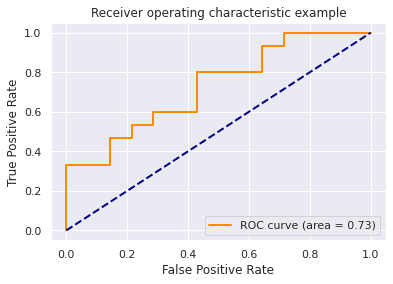 Receiver operating characteristic example
True Positive Rate
1.0
0.8
0.6
0.4
0.2
0.0
ROC curve (area = 0.73)
0.0 0.2 0.4 0.6 0.8 1.0
False Positive Rate